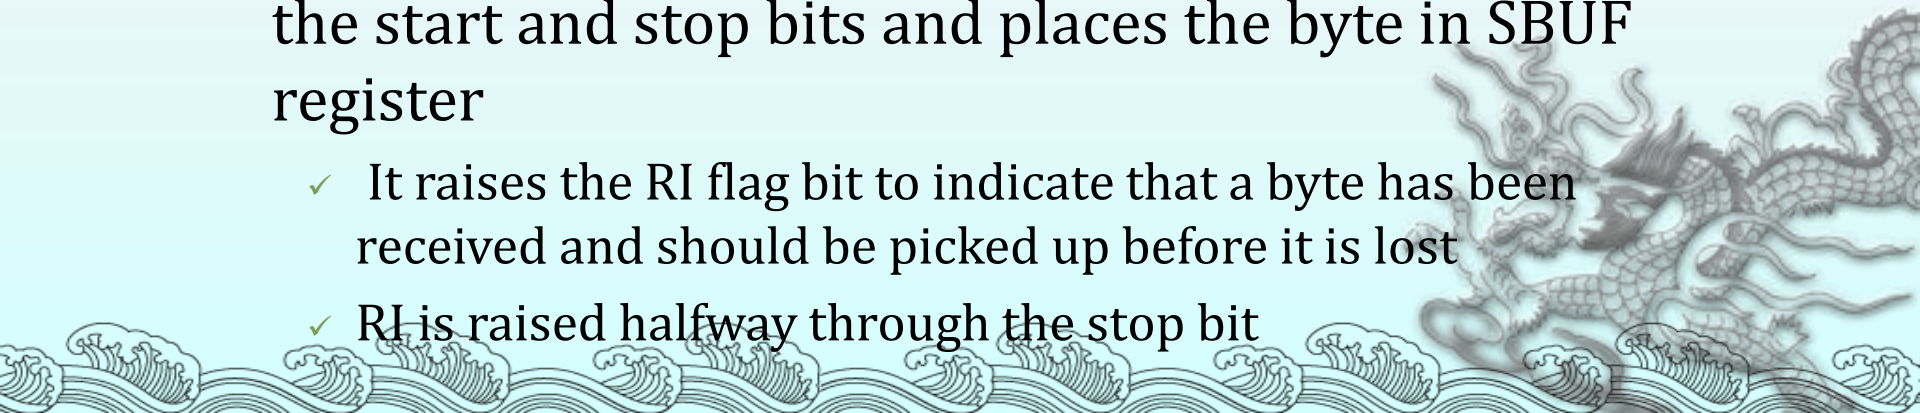 the start and stop bits and places the byte in SBUF
register
✓ It raises the RI flag bit to indicate that a byte has been
received and should be picked up before it is lost
✓ RI is raised halfway through the stop bit